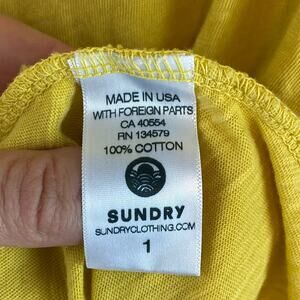 MADE IN USA
WITH FOREIGN PARTS
CA 40554
RN 134579
100% COTTON
SUNDRY
SUNDRYCLOTHING.COM
1